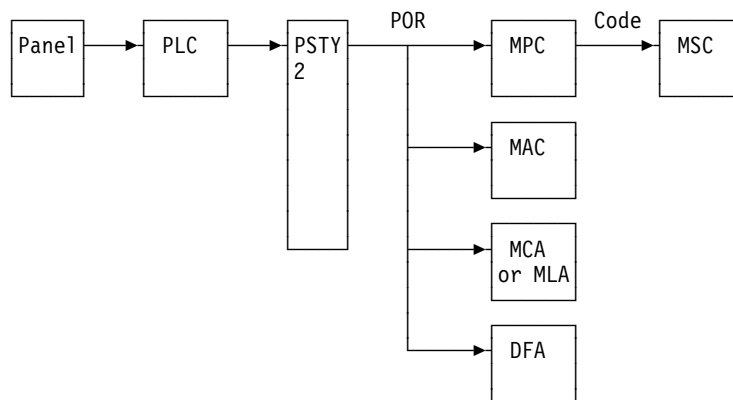 POR
Code
Panel
PLC
PSTY
2
MPC
MSC
MAC
MCA
or MLA
DFA